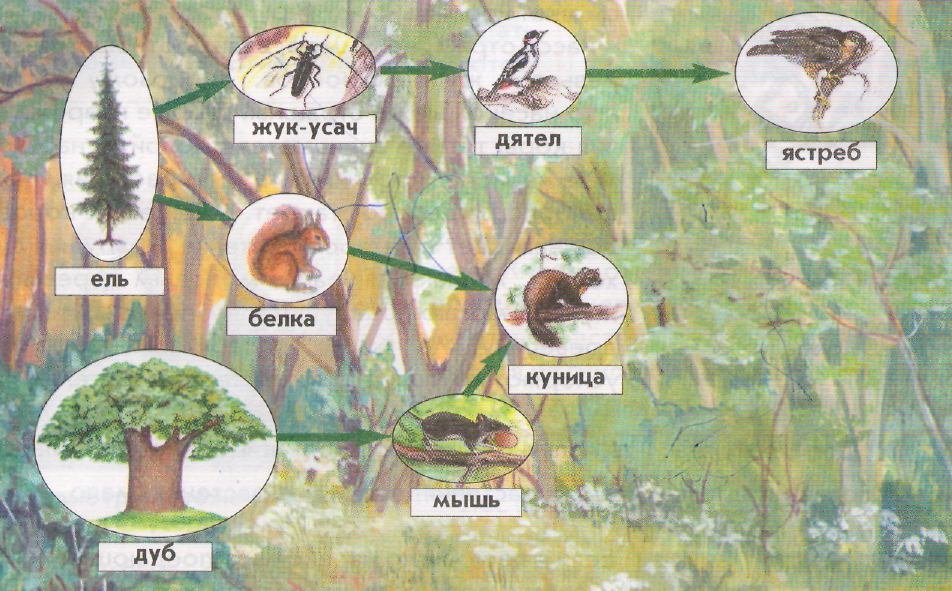 жук-усач
дятел
ястреб
ель
белка
куница
мышь
дуб